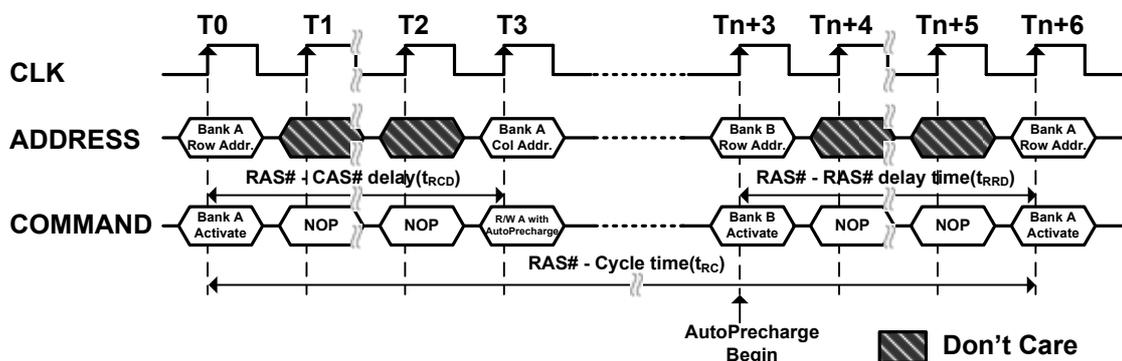 T0 T1 T2 T3 Tn+3 Tn+4 Tn+5 Tn+6
CLK
ADDRESS
Bank A
Row Addr.
Bank A
Col Addr.
Bank B
Row Addr.
Bank A
Row Addr.
RAS# - CAS# delay(tRCD)
RAS# - RAS# delay time(tRRD)
COMMAND
Bank A
Activate
NOP
NOP
R/W A with
AutoPrecharge
Bank B
Activate
NOP
NOP
Bank A
Activate
RAS# - Cycle time(tRC)
AutoPrecharge
Begin
Don't Care